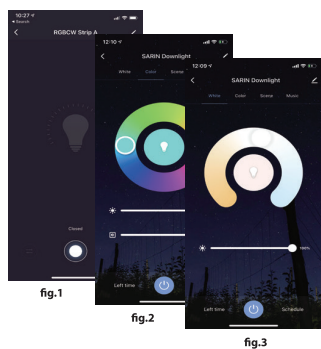 10:27
Search
RGBCW Strip A
Closed
fig.1
12:10
SARIN Downlight
White Color Scene
Left time
fig.2
12:09
SARIN Downlight
White Color Scene Music
100%
Left time Schedule
fig.3